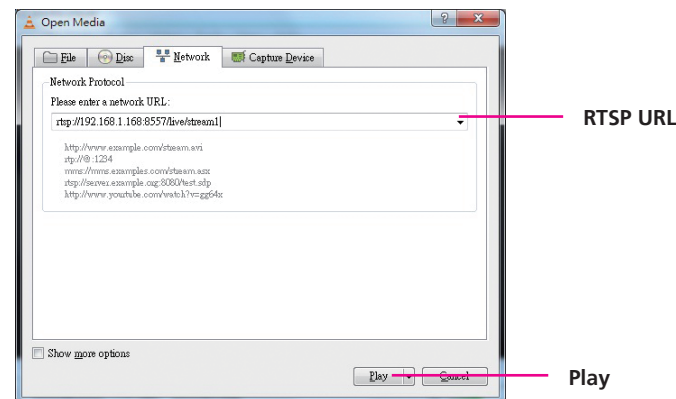 Open Media
File Disc Network Capture Device
Network Protocol
Please enter a network URL:
rtsp://192.168.1.168:8557/live/stream1
RTSP URL
http://www.example.com/stream.avi
rtp://@:1234
mms://mms.examples.com/stream.asx
rtsp://server.example.org:8080/test.sdp
http://www.yourtube.com/watch?v=gg64x
Show more options
Play Cancel
Play